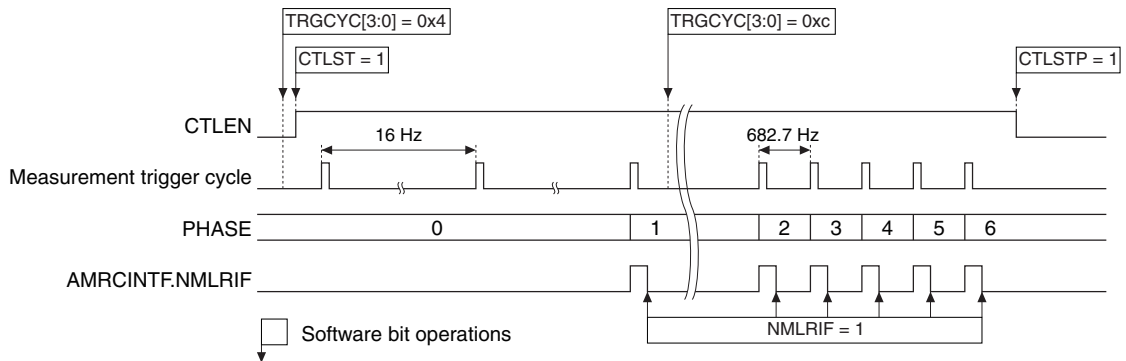 TRGCYC[3:0] = 0x4
TRGCYC[3:0] = 0xc
CTLST = 1
CTLSTP = 1
CTLEN
16 Hz
682.7 Hz
Measurement trigger cycle
PHASE
0
1
2
3
4
5
6
AMRCINTF.NMLRIF
Software bit operations
NMLRIF = 1